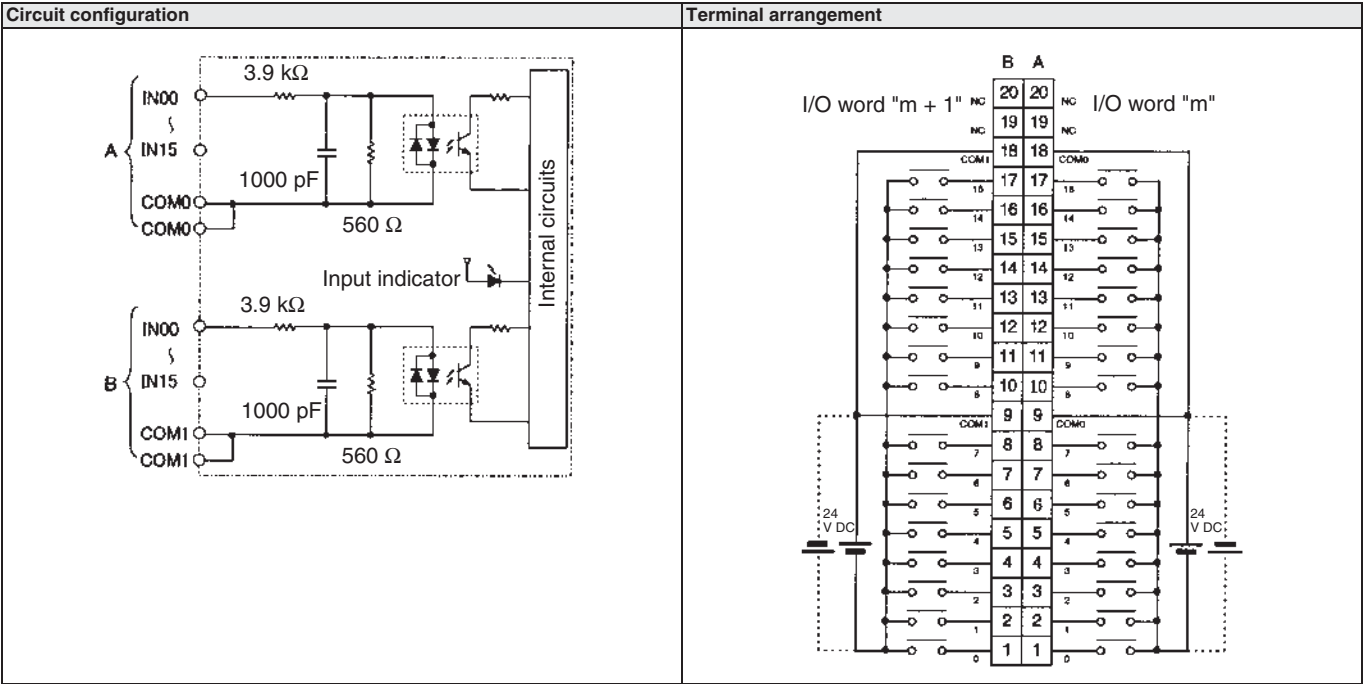 Circuit configuration
3.9 kΩ
IN00
A
IN15
1000 pF
COM0
COM0
560 Ω
Internal circuits
Input indicator
3.9 kΩ
IN00
B
IN15
1000 pF
COM1
COM1
560 Ω
Terminal arrangement
B A
I/O word "m + 1" NC 20 20 NC I/O word "m"
NC 19 19 NC
COM1 18 18 COM0
15 17 17 15
14 16 16 14
13 15 15 13
12 14 14 12
11 13 13 11
10 12 12 10
9 11 11 9
8 10 10 8
COM1 9 9 COM0
7 8 8 7
6 7 7 6
5 6 6 5
24 V DC
4 5 5 4
24 V DC
3 4 4 3
2 3 3 2
1 2 2 1
0 1 1 0